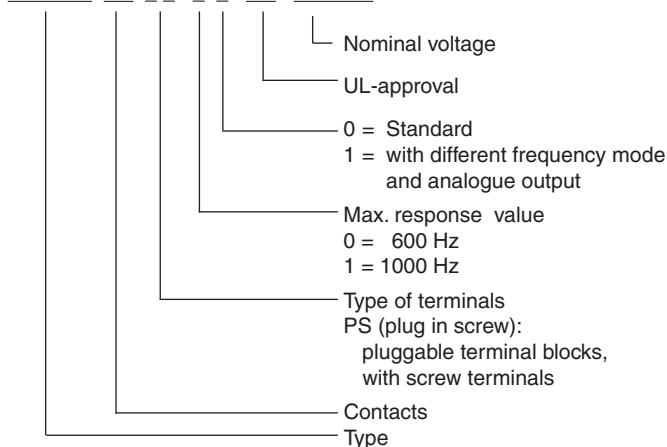 Nominal voltage
UL-approval
0 = Standard
1 = with different frequency mode
and analogue output
Max. response value
0 = 600 Hz
1 = 1000 Hz
Type of terminals
PS (plug in screw):
pluggable terminal blocks,
with screw terminals
Contacts
Type